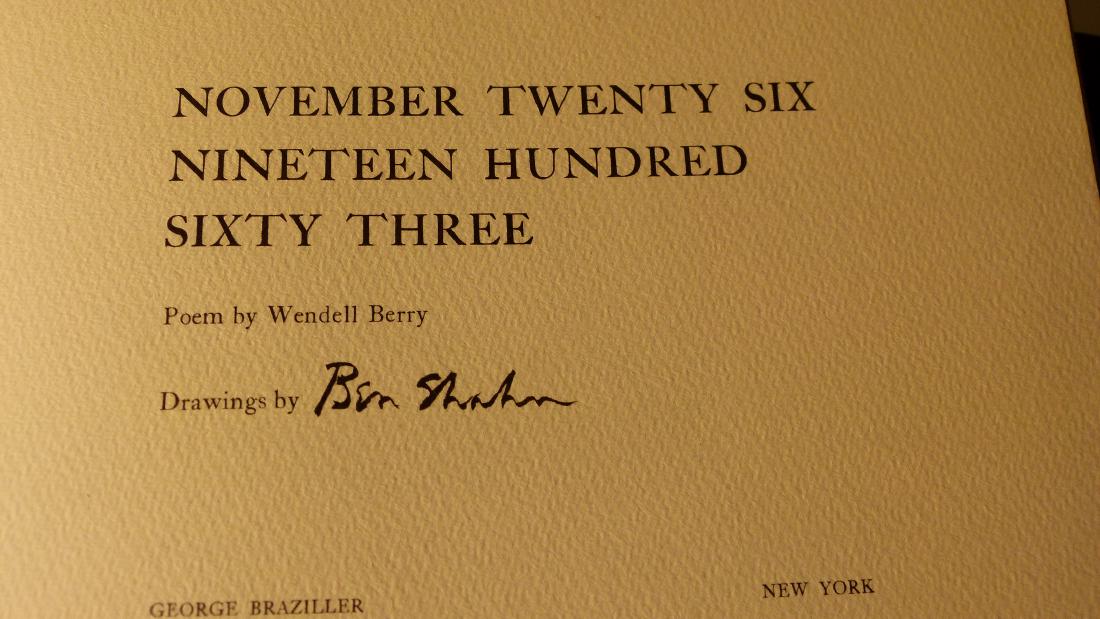 NOVEMBER TWENTY SIX
NINETEEN HUNDRED
SIXTY THREE
Poem by Wendell Berry
Drawings by Ben Shahn
GEORGE BRAZILLER NEW YORK